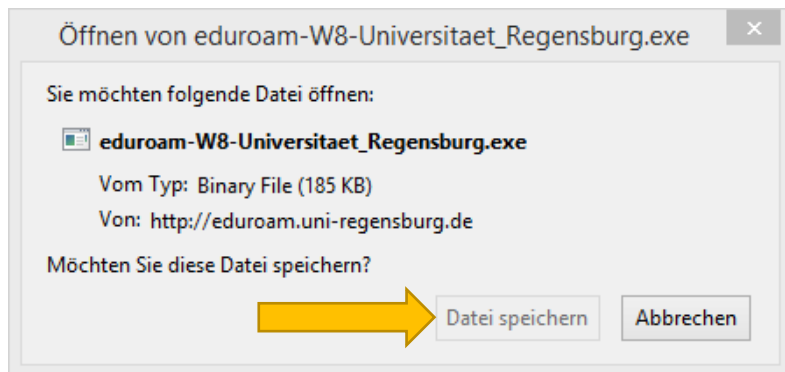 Öffnen von eduroam-W8-Universitaet_Regensburg.exe
Sie möchten folgende Datei öffnen:
eduroam-W8-Universitaet_Regensburg.exe
Vom Typ: Binary File (185 KB)
Von: http://eduroam.uni-regensburg.de
Möchten Sie diese Datei speichern?
Datei speichern Abbrechen